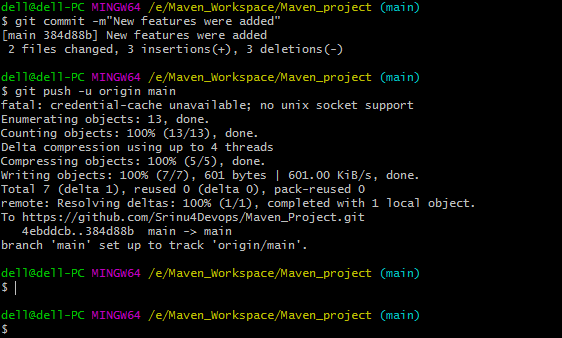 dell@dell-PC MINGW64 /e/Maven_Workspace/Maven_project (main)
$ git commit -m"New features were added"
[main 384d88b] New features were added
 2 files changed, 3 insertions(+), 3 deletions(-)

dell@dell-PC MINGW64 /e/Maven_Workspace/Maven_project (main)
$ git push -u origin main
fatal: credential-cache unavailable; no unix socket support
Enumerating objects: 13, done.
Counting objects: 100% (13/13), done.
Delta compression using up to 4 threads
Compressing objects: 100% (5/5), done.
Writing objects: 100% (7/7), 601 bytes | 601.00 KiB/s, done.
Total 7 (delta 1), reused 0 (delta 0), pack-reused 0
remote: Resolving deltas: 100% (1/1), completed with 1 local object.
To https://github.com/Srinu4Devops/Maven_Project.git
   4ebddcb..384d88b  main -> main
branch 'main' set up to track 'origin/main'.

dell@dell-PC MINGW64 /e/Maven_Workspace/Maven_project (main)
$

dell@dell-PC MINGW64 /e/Maven_Workspace/Maven_project (main)
$